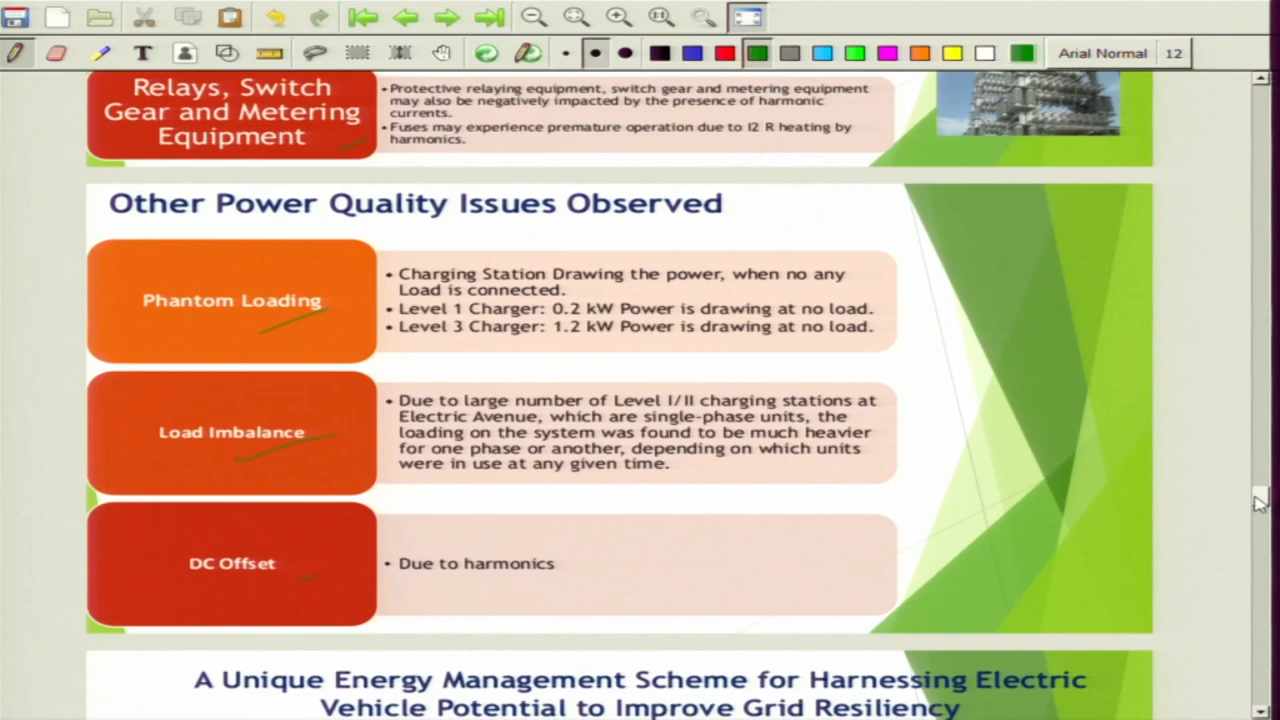 Arial Normal 12
Relays, Switch
Gear and Metering
Equipment
• Protective relaying equipment, switch gear and metering equipment
may also be negatively impacted by the presence of harmonic
currents.
• Fuses may experience premature operation due to I2 R heating by
harmonics.
Other Power Quality Issues Observed
Phantom Loading
• Charging Station Drawing the power, when no any
Load is connected.
• Level 1 Charger: 0.2 kW Power is drawing at no load.
• Level 3 Charger: 1.2 kW Power is drawing at no load.
Load Imbalance
• Due to large number of Level I/II charging stations at
Electric Avenue, which are single-phase units, the
loading on the system was found to be much heavier
for one phase or another, depending on which units
were in use at any given time.
DC Offset
• Due to harmonics
A Unique Energy Management Scheme for Harnessing Electric
Vehicle Potential to Improve Grid Resiliency